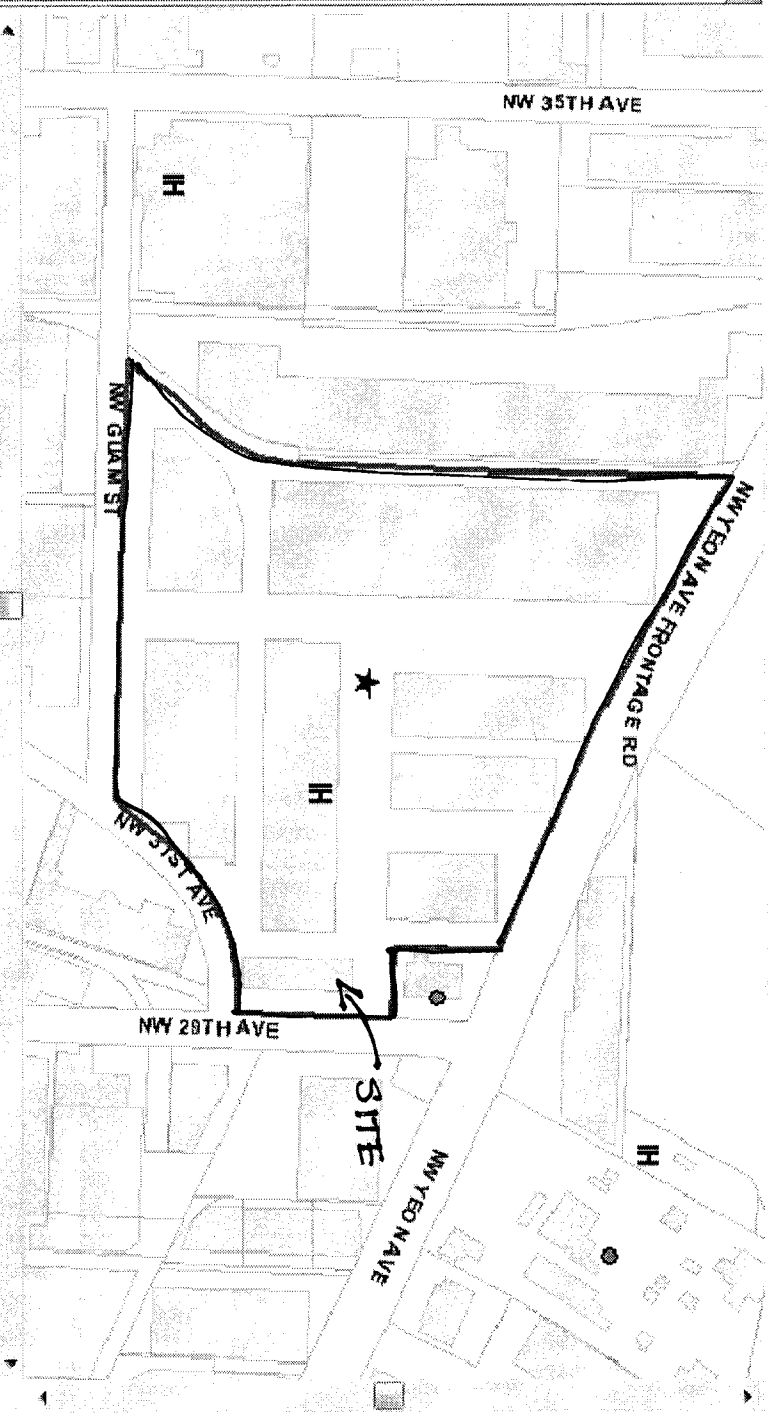 NW 35TH AVE
IH
NW GUAM ST
NW YEON AVE FRONTAGE RD
IH
NW 31ST AVE
NW 29TH AVE
SITE
IH
NW YEON AVE